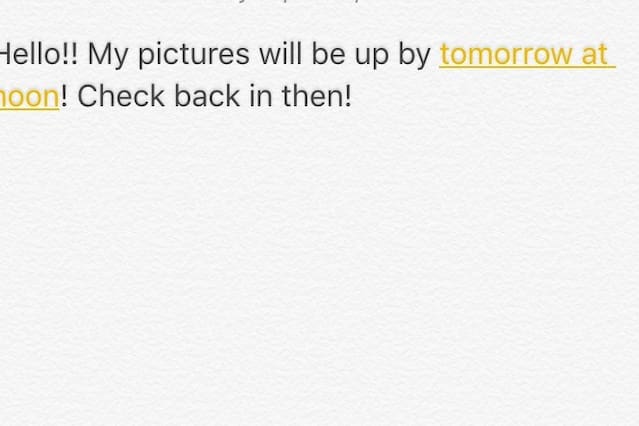 Hello!! My pictures will be up by tomorrow at
noon! Check back in then!